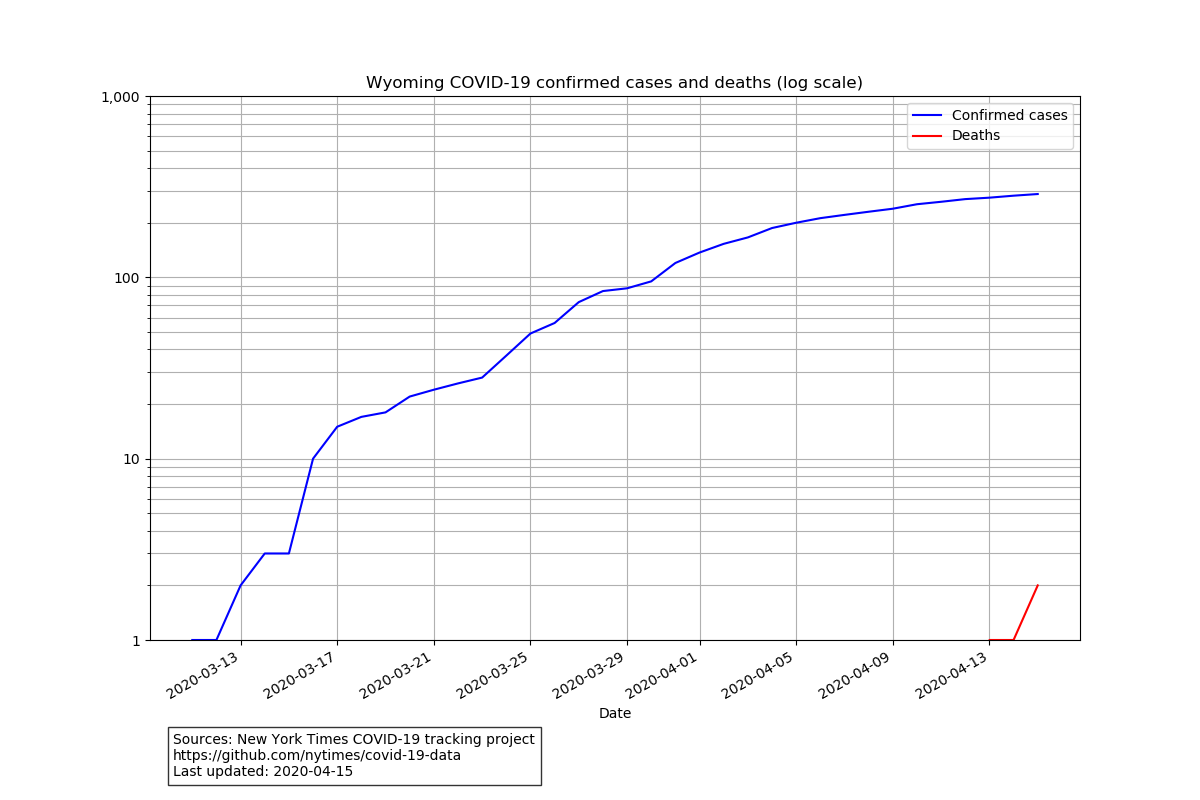 Wyoming COVID-19 confirmed cases and deaths (log scale)
1,000
100
10
1
Confirmed cases
Deaths
2020-03-13
2020-03-17
2020-03-21
2020-03-25
2020-03-29
2020-04-01
2020-04-05
2020-04-09
2020-04-13
Date
Sources: New York Times COVID-19 tracking project
https://github.com/nytimes/covid-19-data
Last updated: 2020-04-15